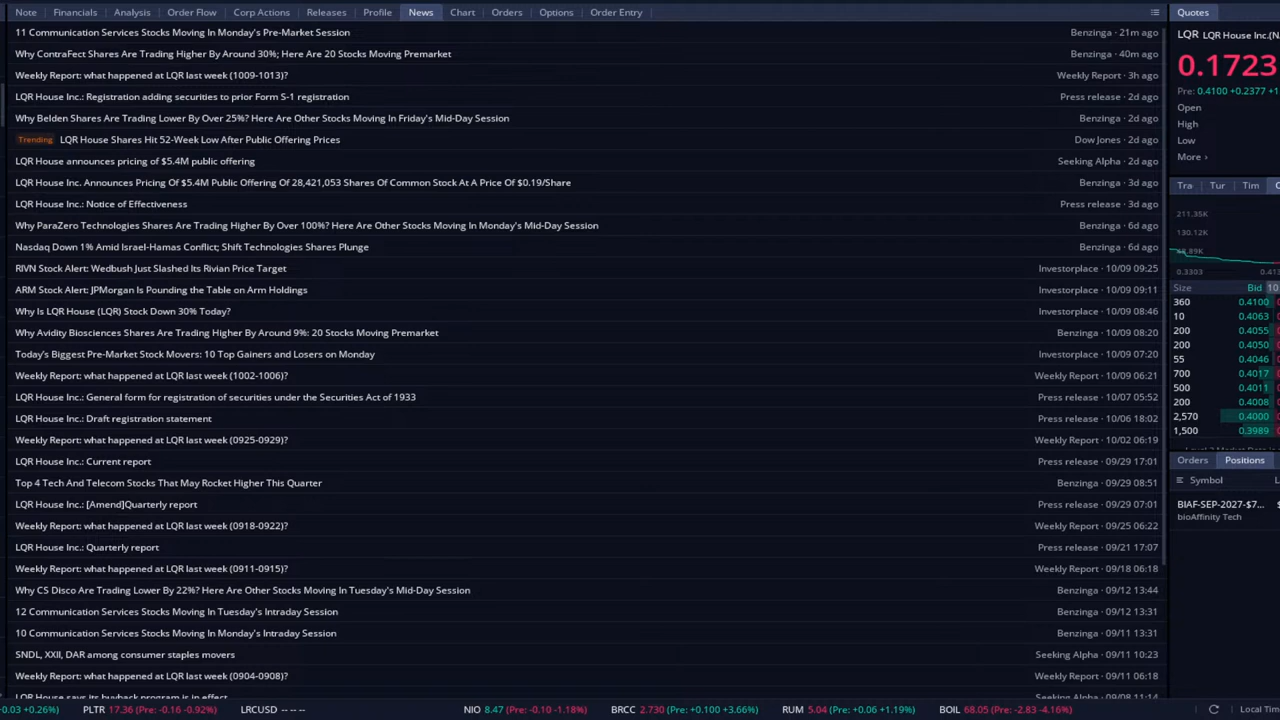 Note Financials Analysis Order Flow Corp Actions Releases Profile News Chart Orders Options Order Entry
11 Communication Services Stocks Moving In Monday's Pre-Market Session Benzinga · 21m ago
Why ContraFect Shares Are Trading Higher By Around 30%; Here Are 20 Stocks Moving Premarket Benzinga · 40m ago
Weekly Report: what happened at LQR last week (1009-1013)? Weekly Report · 3h ago
LQR House Inc.: Registration adding securities to prior Form S-1 registration Press release · 2d ago
Why Belden Shares Are Trading Lower By Over 25%? Here Are Other Stocks Moving In Friday's Mid-Day Session Benzinga · 2d ago
Trending LQR House Shares Hit 52-Week Low After Public Offering Prices Dow Jones · 2d ago
LQR House announces pricing of $5.4M public offering Seeking Alpha · 2d ago
LQR House Inc. Announces Pricing Of $5.4M Public Offering Of 28,421,053 Shares Of Common Stock At A Price Of $0.19/Share Benzinga · 3d ago
LQR House Inc.: Notice of Effectiveness Press release · 3d ago
Why ParaZero Technologies Shares Are Trading Higher By Over 100%? Here Are Other Stocks Moving In Monday's Mid-Day Session Benzinga · 6d ago
Nasdaq Down 1% Amid Israel-Hamas Conflict; Shift Technologies Shares Plunge Benzinga · 6d ago
RIVN Stock Alert: Wedbush Just Slashed Its Rivian Price Target Investorplace · 10/09 09:25
ARM Stock Alert: JPMorgan Is Pounding the Table on Arm Holdings Investorplace · 10/09 09:11
Why Is LQR House (LQR) Stock Down 30% Today? Investorplace · 10/09 08:46
Why Avidity Biosciences Shares Are Trading Higher By Around 9%: 20 Stocks Moving Premarket Benzinga · 10/09 08:20
Today's Biggest Pre-Market Stock Movers: 10 Top Gainers and Losers on Monday Investorplace · 10/09 07:20
Weekly Report: what happened at LQR last week (1002-1006)? Weekly Report · 10/09 06:21
LQR House Inc.: General form for registration of securities under the Securities Act of 1933 Press release · 10/07 05:52
LQR House Inc.: Draft registration statement Press release · 10/06 18:02
Weekly Report: what happened at LQR last week (0925-0929)? Weekly Report · 10/02 06:19
LQR House Inc.: Current report Press release · 09/29 17:01
Top 4 Tech And Telecom Stocks That May Rocket Higher This Quarter Benzinga · 09/29 08:51
LQR House Inc.: [Amend]Quarterly report Press release · 09/29 07:01
Weekly Report: what happened at LQR last week (0918-0922)? Weekly Report · 09/25 06:22
LQR House Inc.: Quarterly report Press release · 09/21 17:07
Weekly Report: what happened at LQR last week (0911-0915)? Weekly Report · 09/18 06:18
Why CS Disco Are Trading Lower By 22%? Here Are Other Stocks Moving In Tuesday's Mid-Day Session Benzinga · 09/12 13:44
12 Communication Services Stocks Moving In Tuesday's Intraday Session Benzinga · 09/12 13:31
10 Communication Services Stocks Moving In Monday's Intraday Session Benzinga · 09/11 13:31
SNDL, XXII, DAR among consumer staples movers Seeking Alpha · 09/11 10:23
Weekly Report: what happened at LQR last week (0904-0908)? Weekly Report · 09/11 06:18
LQR House says its buyback program is in effect Seeking Alpha · 09/08 11:14
Quotes
LQR LQR House Inc.(N
0.1723
Pre: 0.4100 +0.2377 +1
Open
High
Low
More ›
Tra Tur Tim
211.35K
130.12K
0.3303
Size Bid 10
360 0.4100
10 0.4063
200 0.4055
200 0.4050
55 0.4046
700 0.4017
500 0.4011
200 0.4008
2,570 0.4000
1,500 0.3989
Orders Positions
Symbol
BIAF-SEP-2027-$7...
bioAffinity Tech
+0.03 +0.26%) PLTR 17.36 (Pre: -0.16 -0.92%) LRCUSD -- -- -- NIO 8.47 (Pre: -0.10 -1.18%) BRCC 2.730 (Pre: +0.100 +3.66%) RUM 5.04 (Pre: +0.06 +1.19%) BOIL 68.05 (Pre: -2.83 -4.16%) Local Tim